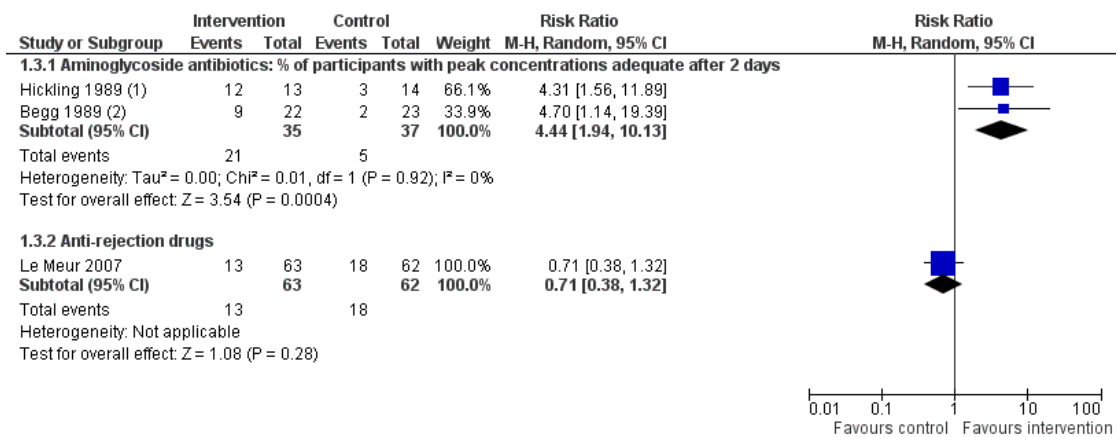 Intervention Control Risk Ratio Risk Ratio
Study or Subgroup Events Total Events Total Weight M-H, Random, 95% CI M-H, Random, 95% CI
1.3.1 Aminoglycoside antibiotics: % of participants with peak concentrations adequate after 2 days
Hickling 1989 (1) 12 13 3 14 66.1% 4.31 [1.56, 11.89]
Begg 1989 (2) 9 22 2 23 33.9% 4.70 [1.14, 19.39]
Subtotal (95% CI) 35 37 100.0% 4.44 [1.94, 10.13]
Total events 21 5
Heterogeneity: Tau² = 0.00; Chi² = 0.01, df = 1 (P = 0.92); I² = 0%
Test for overall effect: Z = 3.54 (P = 0.0004)
1.3.2 Anti-rejection drugs
Le Meur 2007 13 63 18 62 100.0% 0.71 [0.38, 1.32]
Subtotal (95% CI) 63 62 100.0% 0.71 [0.38, 1.32]
Total events 13 18
Heterogeneity: Not applicable
Test for overall effect: Z = 1.08 (P = 0.28)
0.01 0.1 1 10 100
Favours control Favours intervention